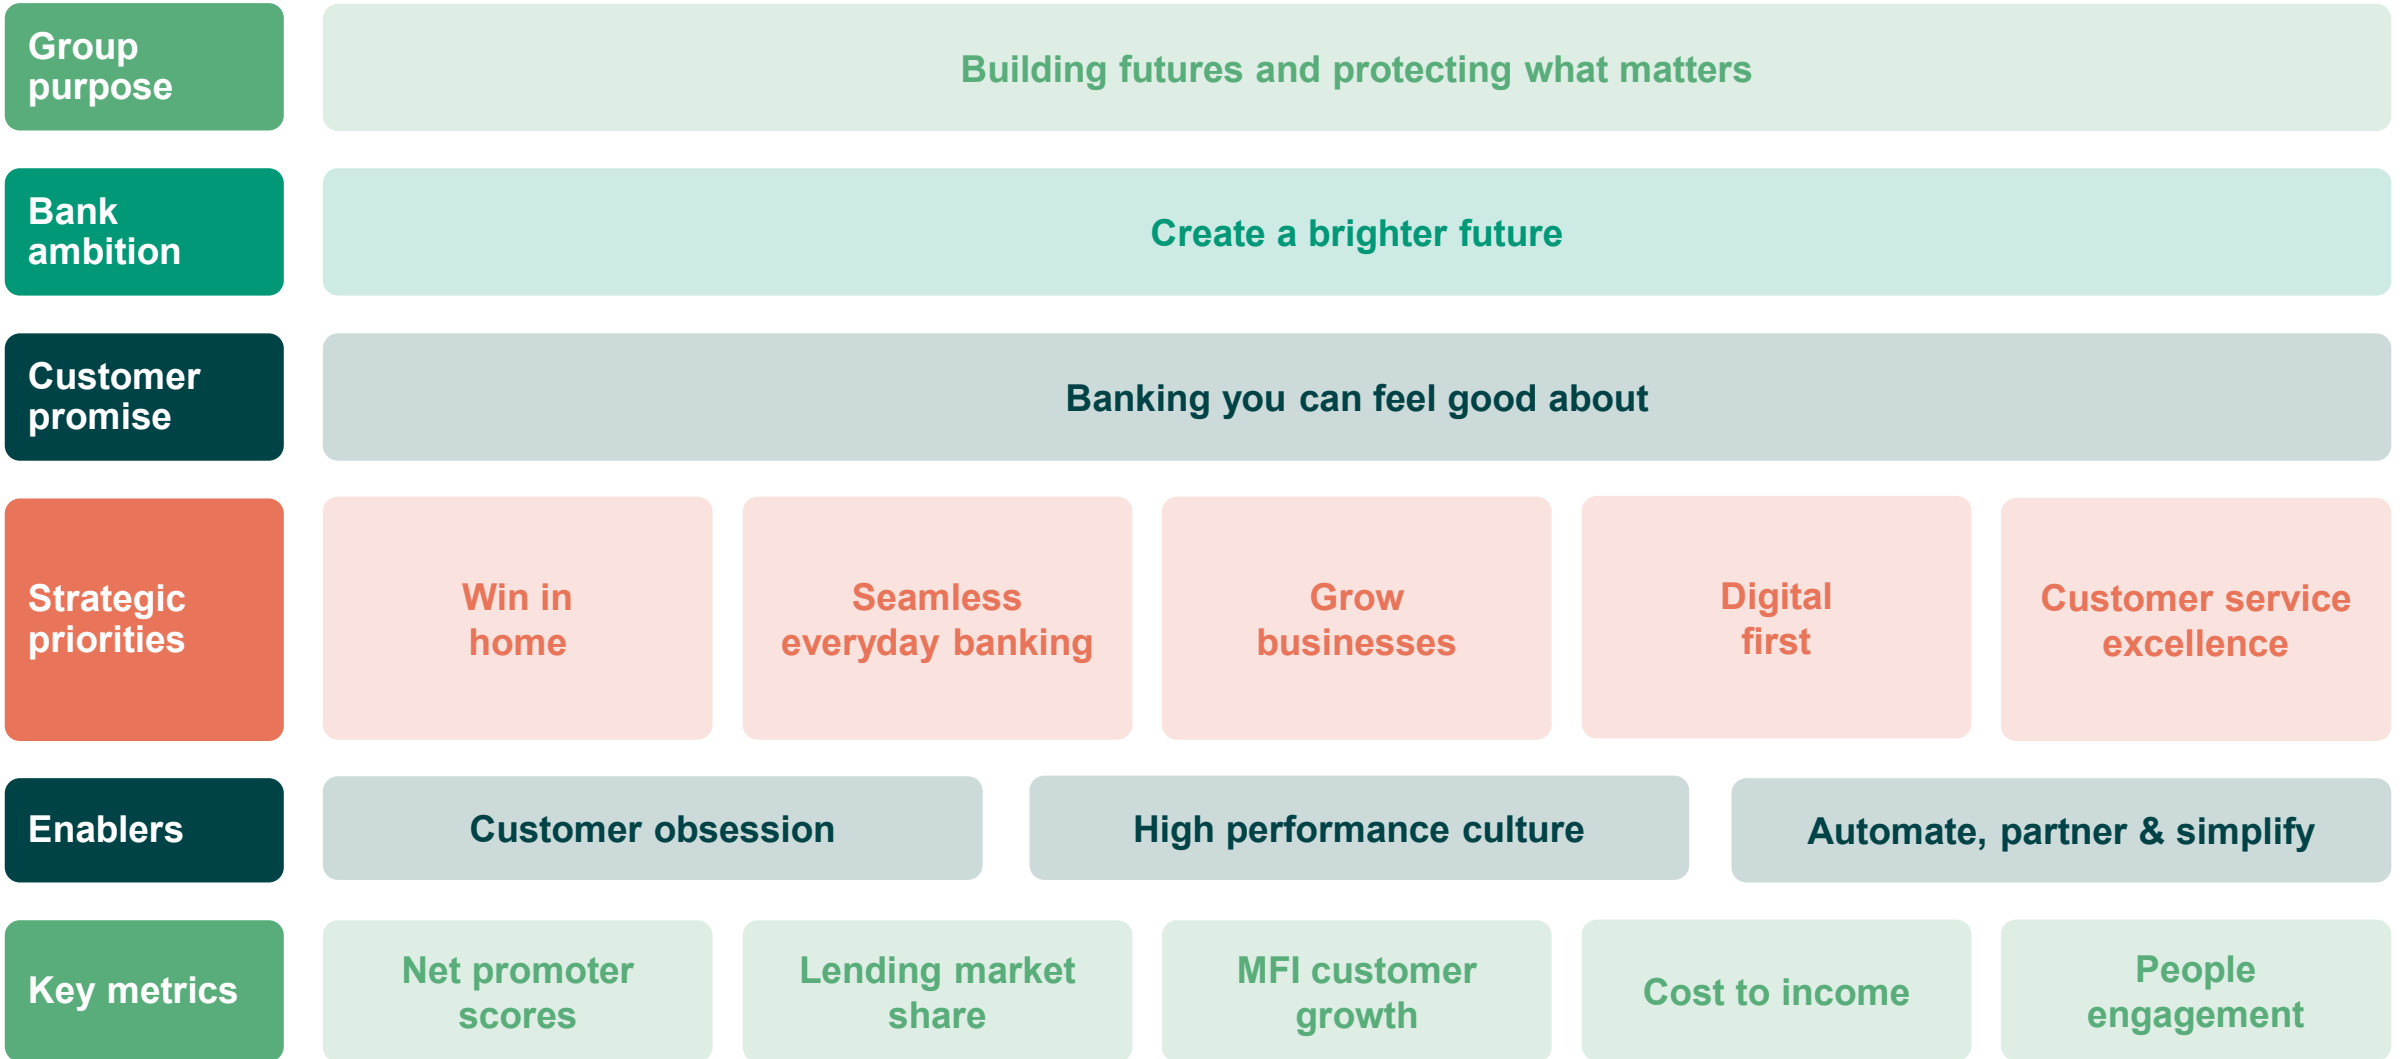 Group
purpose
Building futures and protecting what matters
Bank
ambition
Create a brighter future
Customer
promise
Banking you can feel good about
Strategic
priorities
Win in
home
Seamless
everyday banking
Grow
businesses
Digital
first
Customer service
excellence
Enablers
Customer obsession
High performance culture
Automate, partner & simplify
Key metrics
Net promoter
scores
Lending market
share
MFI customer
growth
Cost to income
People
engagement